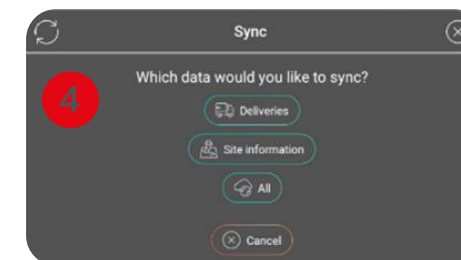 Sync
4
Which data would you like to sync?
Deliveries
Site information
All
Cancel